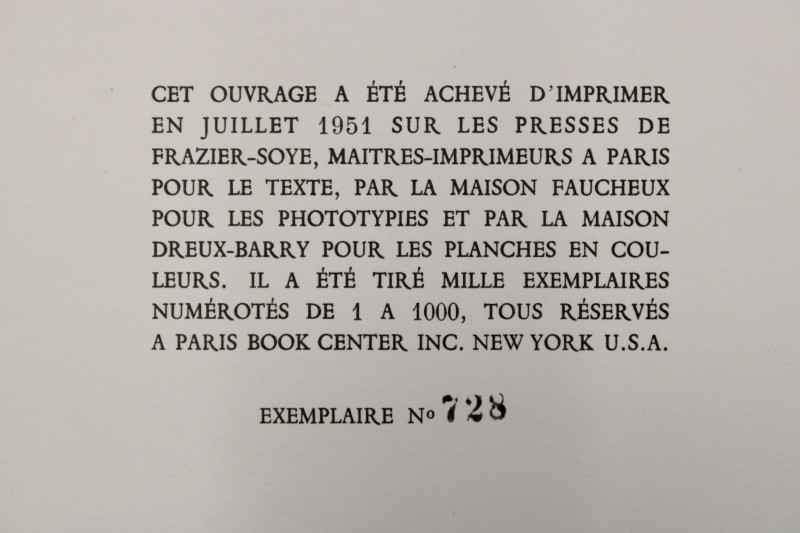 CET OUVRAGE A ÉTÉ ACHEVÉ D'IMPRIMER
EN JUILLET 1951 SUR LES PRESSES DE
FRAZIER-SOYE, MAITRES-IMPRIMEURS A PARIS
POUR LE TEXTE, PAR LA MAISON FAUCHEUX
POUR LES PHOTOTYPIES ET PAR LA MAISON
DREUX-BARRY POUR LES PLANCHES EN COU-
LEURS. IL A ÉTÉ TIRÉ MILLE EXEMPLAIRES
NUMÉROTÉS DE 1 A 1000, TOUS RÉSERVÉS
A PARIS BOOK CENTER INC. NEW YORK U.S.A.
EXEMPLAIRE Nº 728